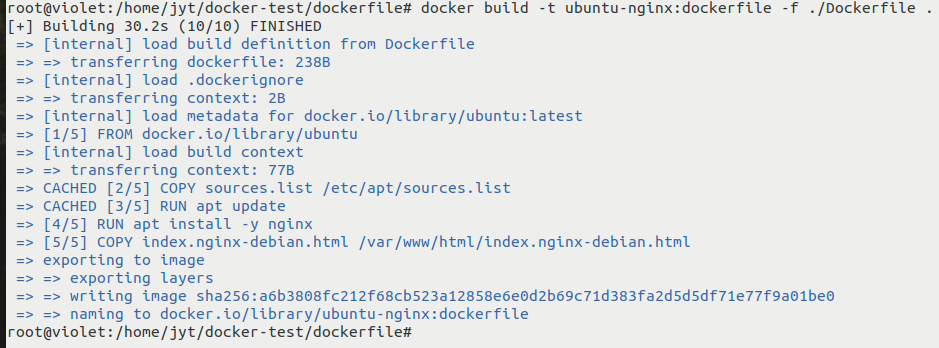 root@violet:/home/jyt/docker-test/dockerfile# docker build -t ubuntu-nginx:dockerfile -f ./Dockerfile .
[+] Building 30.2s (10/10) FINISHED
=> [internal] load build definition from Dockerfile
=> => transferring dockerfile: 238B
=> [internal] load .dockerignore
=> => transferring context: 2B
=> [internal] load metadata for docker.io/library/ubuntu:latest
=> [1/5] FROM docker.io/library/ubuntu
=> [internal] load build context
=> => transferring context: 77B
=> CACHED [2/5] COPY sources.list /etc/apt/sources.list
=> CACHED [3/5] RUN apt update
=> [4/5] RUN apt install -y nginx
=> [5/5] COPY index.nginx-debian.html /var/www/html/index.nginx-debian.html
=> exporting to image
=> => exporting layers
=> => writing image sha256:a6b3808fc212f68cb523a12858e6e0d2b69c71d383fa2d5d5df71e77f9a01be0
=> => naming to docker.io/library/ubuntu-nginx:dockerfile
root@violet:/home/jyt/docker-test/dockerfile#